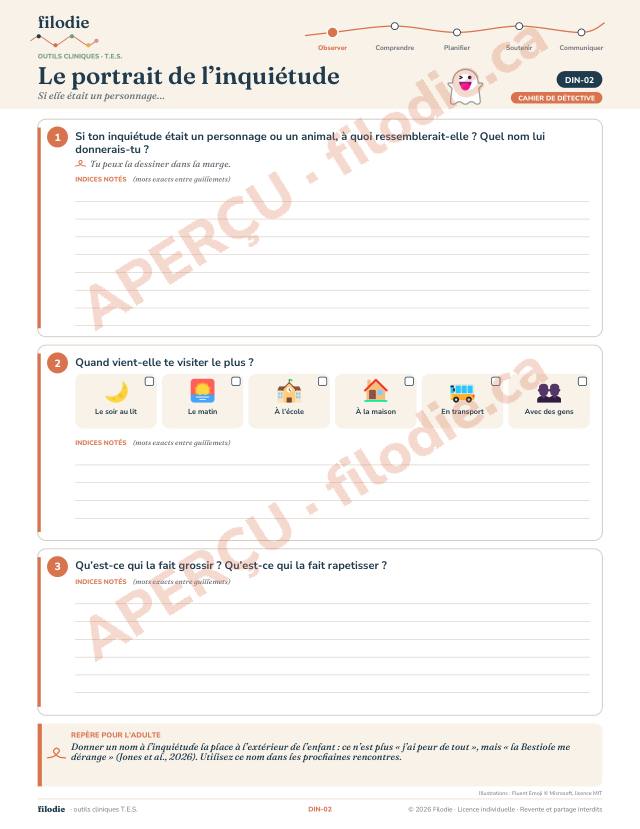 filodie
OUTILS CLINIQUES · T.E.S.
Observer
Comprendre
Planifier
Soutenir
Communiquer
Le portrait de l’inquiétude
Si elle était un personnage…
DIN-02
CAHIER DE DÉTECTIVE
1
Si ton inquiétude était un personnage ou un animal, à quoi ressemblerait-elle ? Quel nom lui
donnerais-tu ?
Tu peux la dessiner dans la marge.
INDICES NOTÉS (mots exacts entre guillemets)
APERÇU · filodie.ca
2
Quand vient-elle te visiter le plus ?
Le soir au lit
Le matin
À l’école
À la maison
En transport
Avec des gens
INDICES NOTÉS (mots exacts entre guillemets)
APERÇU · filodie.ca
3
Qu’est-ce qui la fait grossir ? Qu’est-ce qui la fait rapetisser ?
INDICES NOTÉS (mots exacts entre guillemets)
REPÈRE POUR L’ADULTE
Donner un nom à l’inquiétude la place à l’extérieur de l’enfant : ce n’est plus « j’ai peur de tout », mais « la Bestiole me
dérange » (Jones et al., 2026). Utilisez ce nom dans les prochaines rencontres.
Illustrations : Fluent Emoji © Microsoft, licence MIT
filodie · outils cliniques T.E.S.
DIN-02
© 2026 Filodie · Licence individuelle · Revente et partage interdits